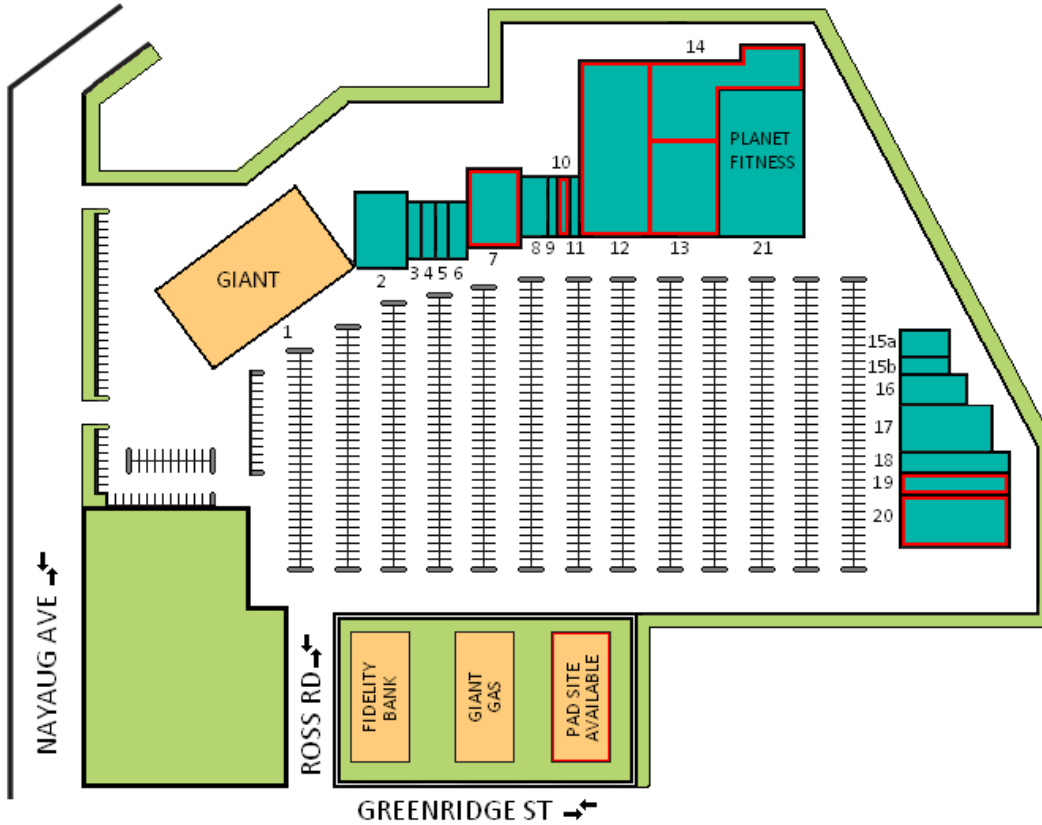 14
PLANET
FITNESS
10
GIANT
1
2
3
4
5
6
7
8
9
11
12
13
21
15a
15b
16
17
18
19
20
NAYAUG AVE
ROSS RD
FIDELITY
BANK
GIANT
GAS
PAD SITE
AVAILABLE
GREENRIDGE ST